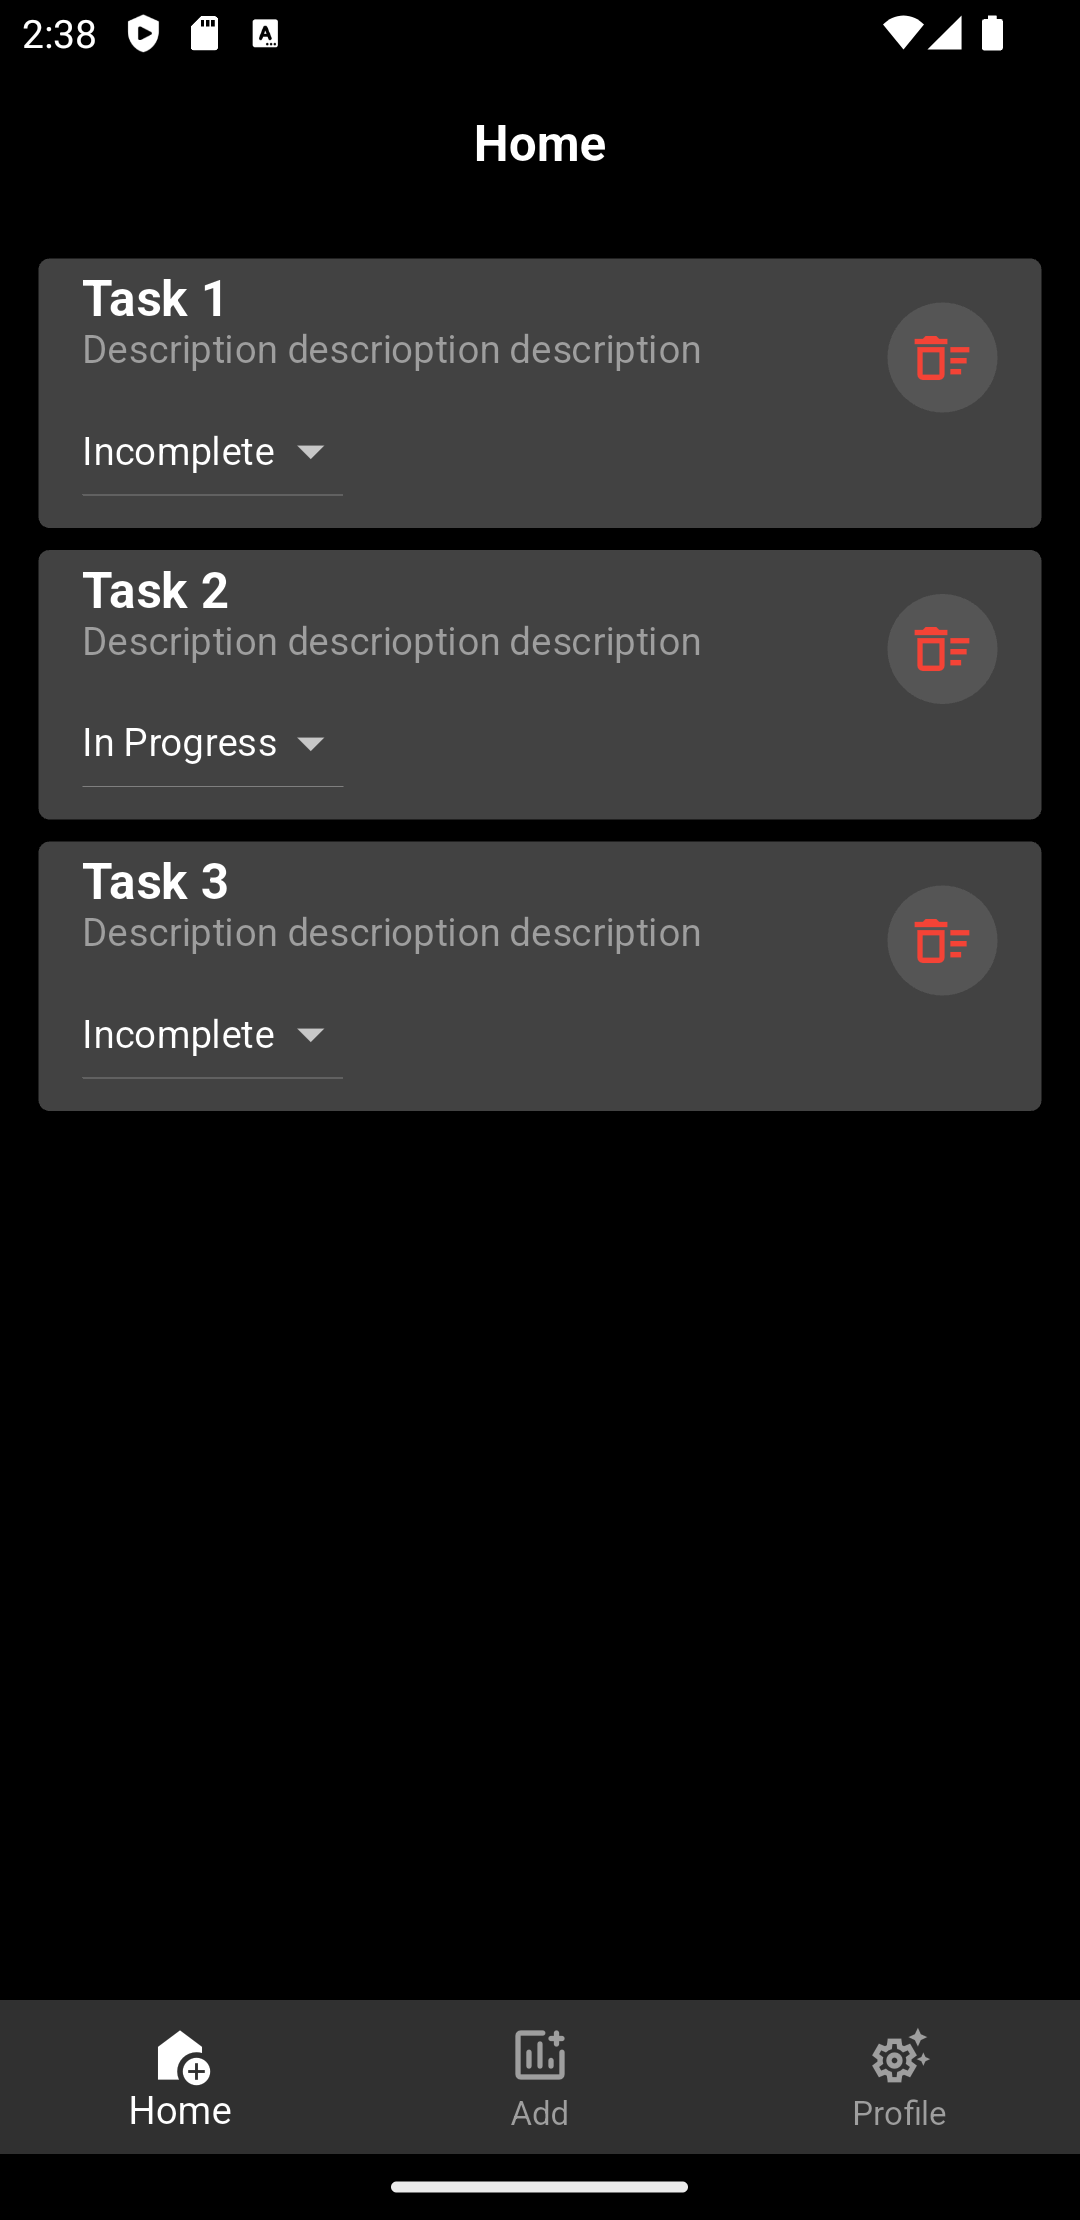 2:38
Home
Task 1
Description descrioption description
Incomplete
Task 2
Description descrioption description
In Progress
Task 3
Description descrioption description
Incomplete
Home
Add
Profile